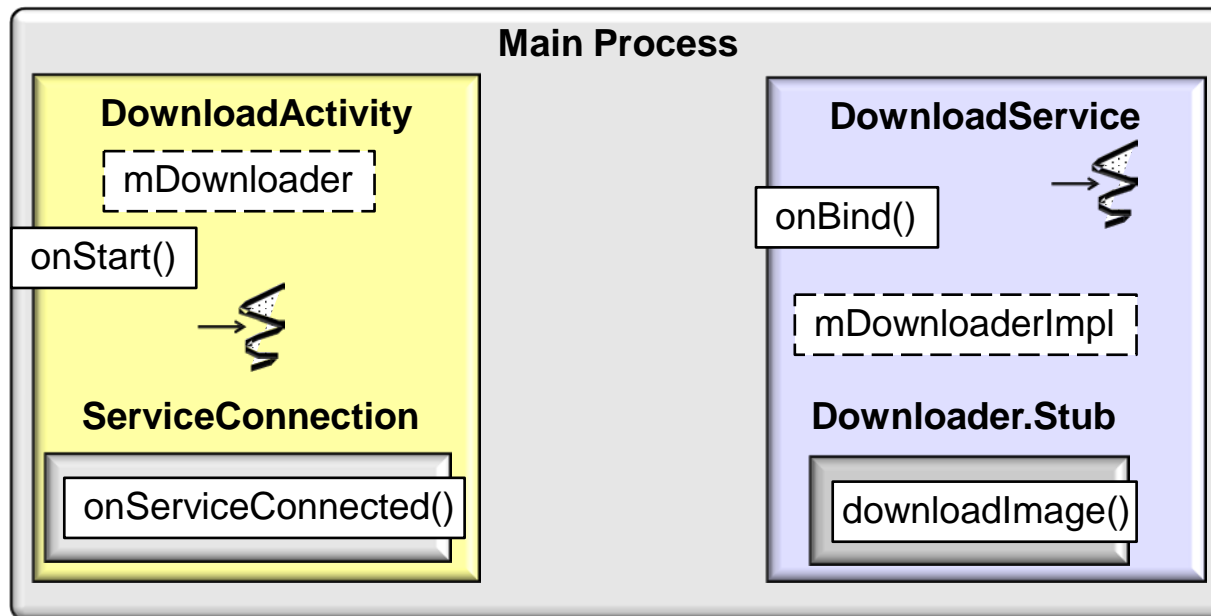 Main Process
DownloadActivity
mDownloader
onStart()
ServiceConnection
onServiceConnected()
DownloadService
onBind()
mDownloaderImpl
Downloader.Stub
downloadImage()